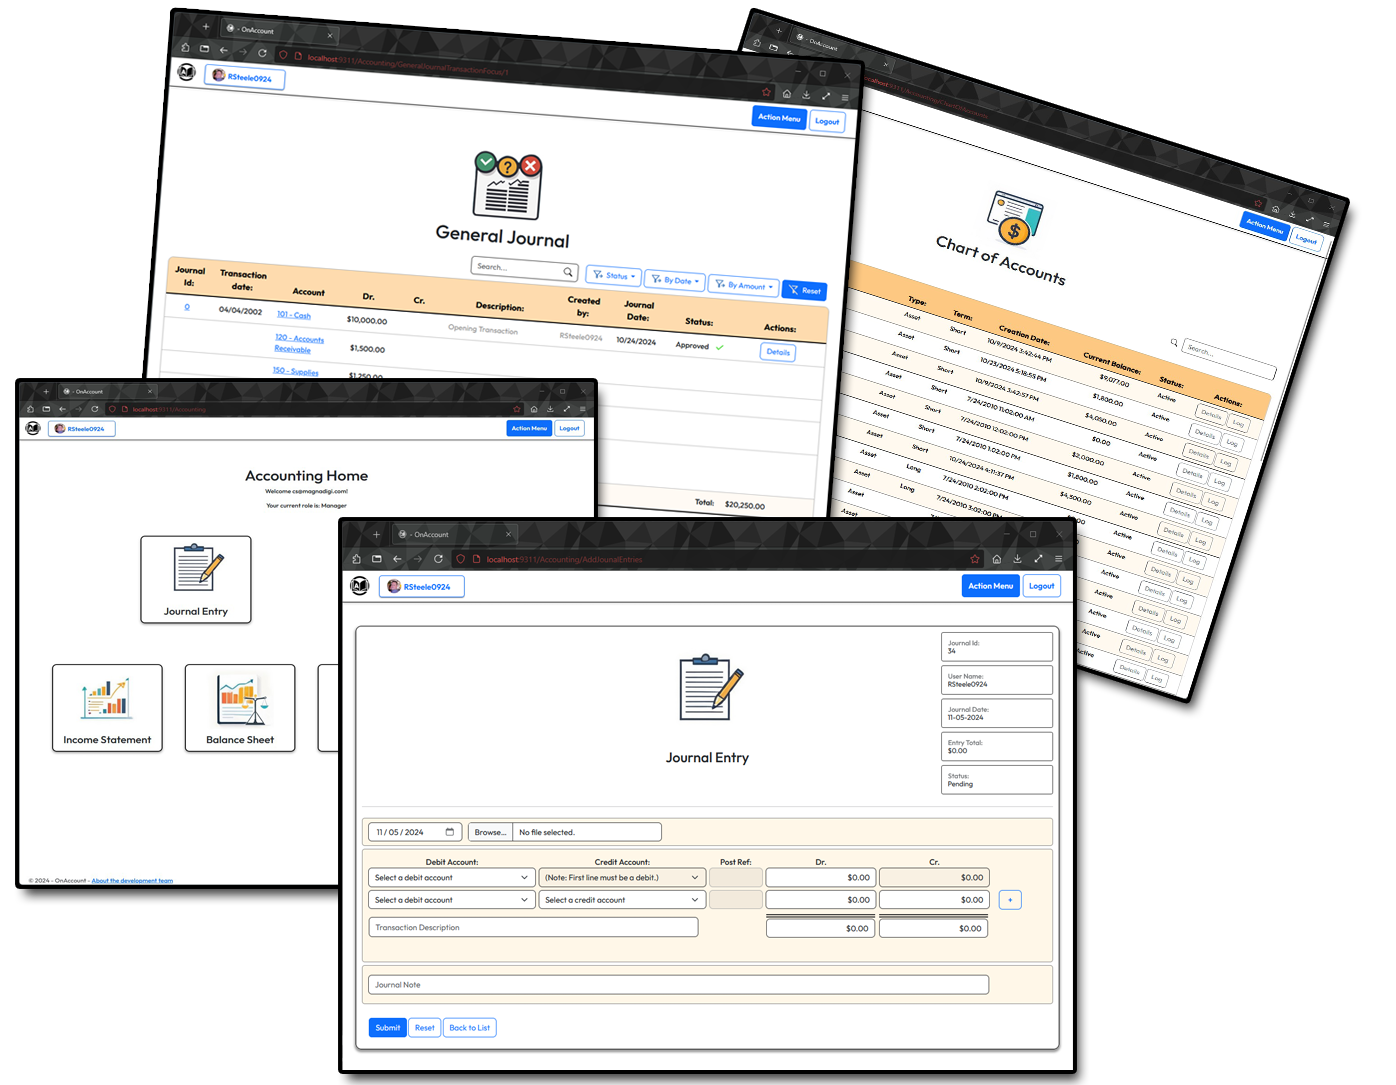 - OnAccount
localhost:9311/Accounting/GeneralJournalTransactionFocus/1
RSteele0924
Action Menu
Logout
General Journal
Search...
Status
By Date
By Amount
Reset
Journal Id:
Transaction date:
Account
Dr.
Cr.
Description:
Created by:
Journal Date:
Status:
Actions:
0
04/04/2002
101 - Cash
$10,000.00
Opening Transaction
RSteele0924
10/24/2024
Approved
Details
120 - Accounts Receivable
$1,500.00
150 - Supplies
$1,250.00
Total:
$20,250.00
- OnAccount
localhost:9311/Accounting/ChartOfAccounts
Action Menu
Logout
Chart of Accounts
Search...
Type:
Term:
Creation Date:
Current Balance:
Status:
Actions:
Asset Short 10/9/2024 3:42:44 PM $9,077.00 Active Details Log
Asset Short 10/23/2024 5:18:55 PM $1,800.00 Active Details Log
Asset Short 10/9/2024 3:42:57 PM $4,050.00 Active Details Log
Asset Short 7/24/2010 11:02:00 AM $0.00 Active Details Log
Asset Short 7/24/2010 12:02:00 PM $2,000.00 Active Details Log
Asset Short 7/24/2010 1:02:00 PM $1,800.00 Active Details Log
Asset Short 10/24/2024 4:11:37 PM $4,500.00 Active Details Log
Asset Long 7/24/2010 2:02:00 PM Active Details Log
Asset Long 7/24/2010 3:02:00 PM Active Details Log
Asset Active Details Log
Active Details Log
Active Details Log
Details Log
- OnAccount
localhost:9311/Accounting
RSteele0924
Action Menu
Logout
Accounting Home
Welcome cs@magnadigi.com!
Your current role is: Manager
Journal Entry
Income Statement
Balance Sheet
© 2024 - OnAccount - About the development team
- OnAccount
localhost:9311/Accounting/AddJournalEntries
RSteele0924
Action Menu
Logout
Journal Id:
34
User Name:
RSteele0924
Journal Date:
11-05-2024
Entry Total:
$0.00
Status:
Pending
Journal Entry
11 / 05 / 2024
Browse... No file selected.
Debit Account: Credit Account: Post Ref: Dr. Cr.
Select a debit account (Note: First line must be a debit.) $0.00 $0.00
Select a debit account Select a credit account $0.00 $0.00 +
Transaction Description $0.00 $0.00
Journal Note
Submit Reset Back to List